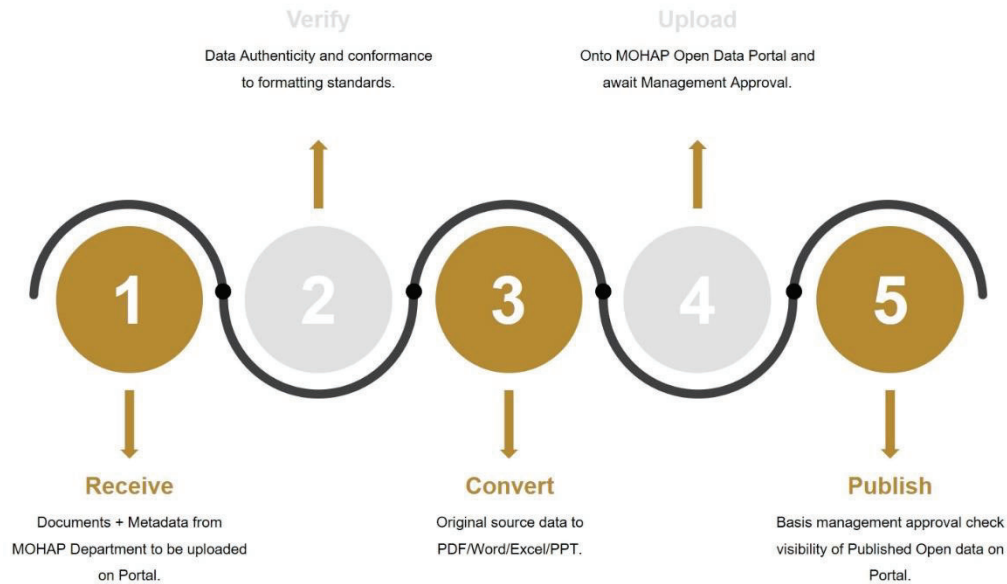 Verify
Data Authenticity and conformance
to formatting standards.
Upload
Onto MOHAP Open Data Portal and
await Management Approval.
1
2
3
4
5
Receive
Documents + Metadata from
MOHAP Department to be uploaded
on Portal.
Convert
Original source data to
PDF/Word/Excel/PPT.
Publish
Basis management approval check
visibility of Published Open data on
Portal.